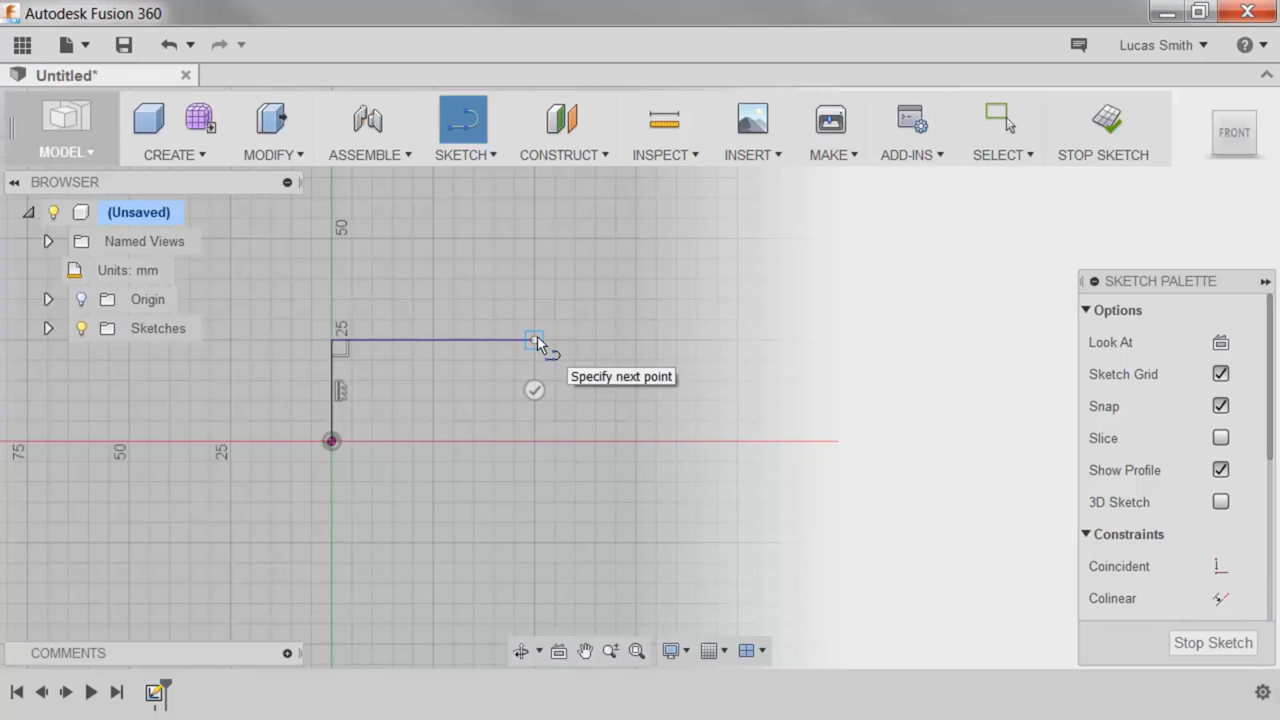 Autodesk Fusion 360
Lucas Smith
Untitled*
MODEL
CREATE
MODIFY
ASSEMBLE
SKETCH
CONSTRUCT
INSPECT
INSERT
MAKE
ADD-INS
SELECT
STOP SKETCH
FRONT
BROWSER
(Unsaved)
Named Views
Units: mm
Origin
Sketches
50
25
75
50
25
Specify next point
SKETCH PALETTE
Options
Look At
Sketch Grid
Snap
Slice
Show Profile
3D Sketch
Constraints
Coincident
Colinear
Stop Sketch
COMMENTS